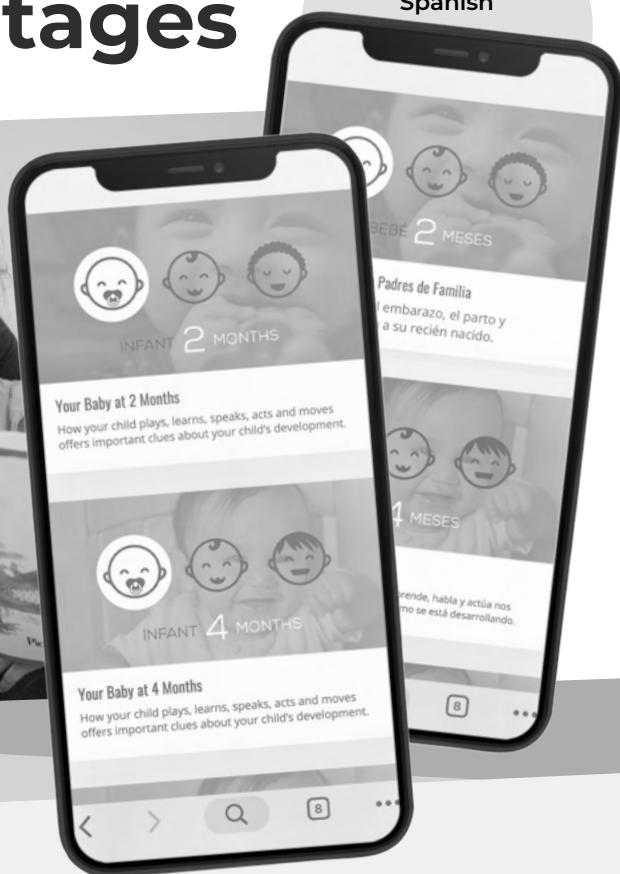 tages
Spanish
INFANT 2 MONTHS
Your Baby at 2 Months
How your child plays, learns, speaks, acts and moves
offers important clues about your child's development.
INFANT 4 MONTHS
Your Baby at 4 Months
How your child plays, learns, speaks, acts and moves
offers important clues about your child's development.
8
BEBÉ 2 MESES
Padres de Familia
l embarazo, el parto y
a su recién nacido.
4 MESES
rende, habla y actúa nos
mo se está desarrollando.
8